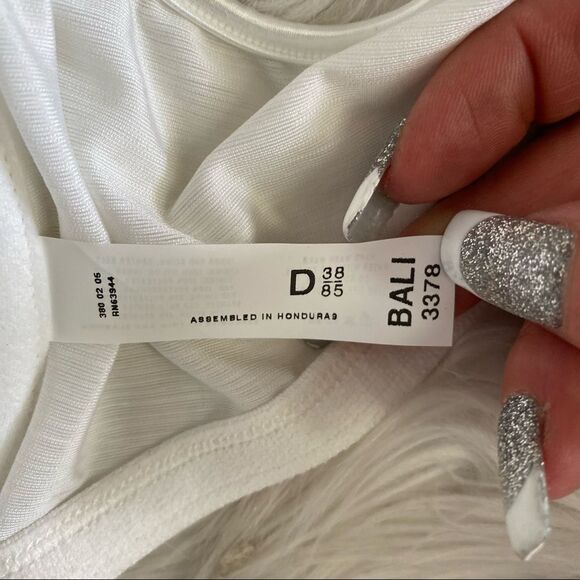 380 02 05
RN63944
D 38
85
ASSEMBLED IN HONDURAS
BALI
3378